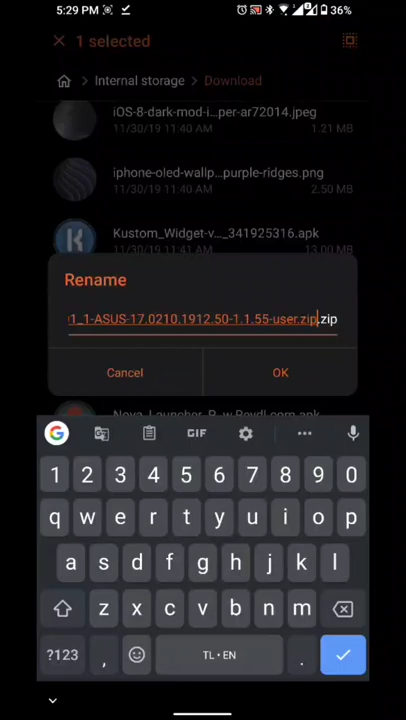 5:29 PM
36%
1 selected
Internal storage > Download
iOS-8-dark-mod-i...per-ar72014.jpeg
11/30/19 11:40 AM 1.21 MB
iphone-oled-wallp...purple-ridges.png
11/30/19 11:40 AM 2.50 MB
Kustom_Widget-v..._341925316.apk
11/30/19 11:41 AM 13.00 MB
Rename
1_1-ASUS-17.0210.1912.50-1.1.55-user.zip.zip
Cancel OK
G GIF
1 2 3 4 5 6 7 8 9 0
q w e r t y u i o p
a s d f g h j k l
z x c v b n m
?123 , TL • EN .